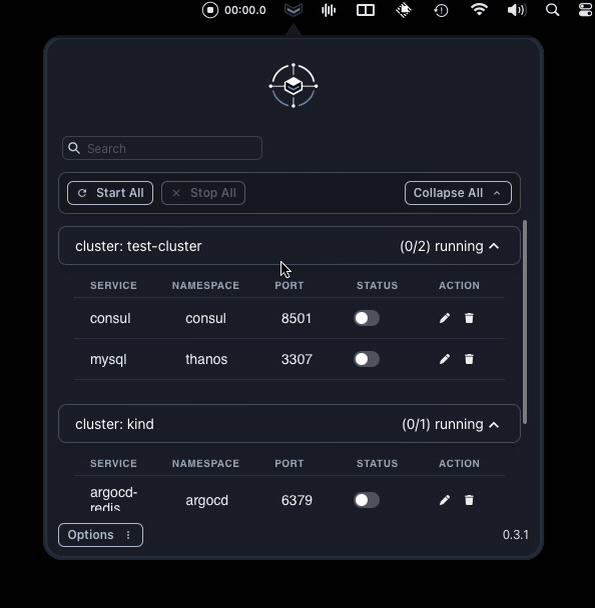 00:00.0
Search
Start All Stop All Collapse All
cluster: test-cluster (0/2) running
SERVICE NAMESPACE PORT STATUS ACTION
consul consul 8501
mysql thanos 3307
cluster: kind (0/1) running
SERVICE NAMESPACE PORT STATUS ACTION
argocd-
redis argocd 6379
Options 0.3.1